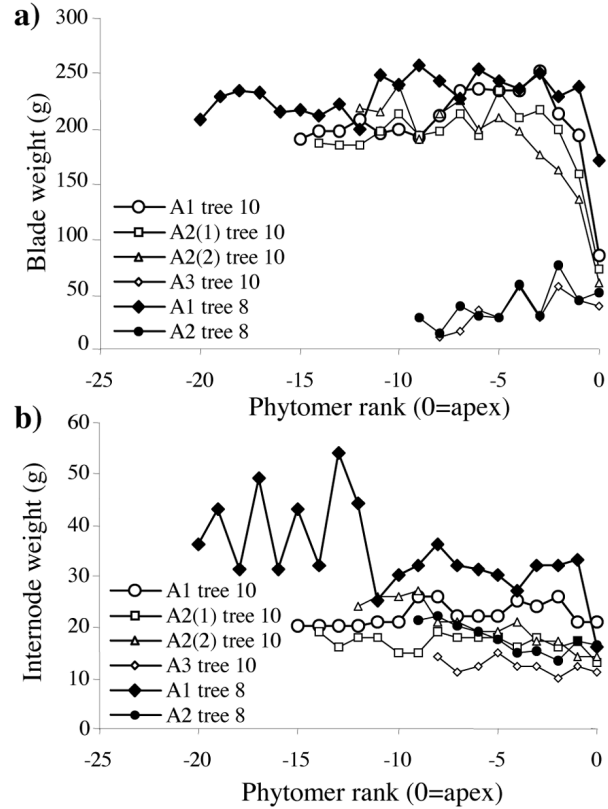 a)
300
250
200
150
100
50
0
Blade weight (g)
A1 tree 10
A2(1) tree 10
A2(2) tree 10
A3 tree 10
A1 tree 8
A2 tree 8
-25 -20 -15 -10 -5 0
Phytomer rank (0=apex)
b)
60
50
40
30
20
10
0
Internode weight (g)
A1 tree 10
A2(1) tree 10
A2(2) tree 10
A3 tree 10
A1 tree 8
A2 tree 8
-25 -20 -15 -10 -5 0
Phytomer rank (0=apex)